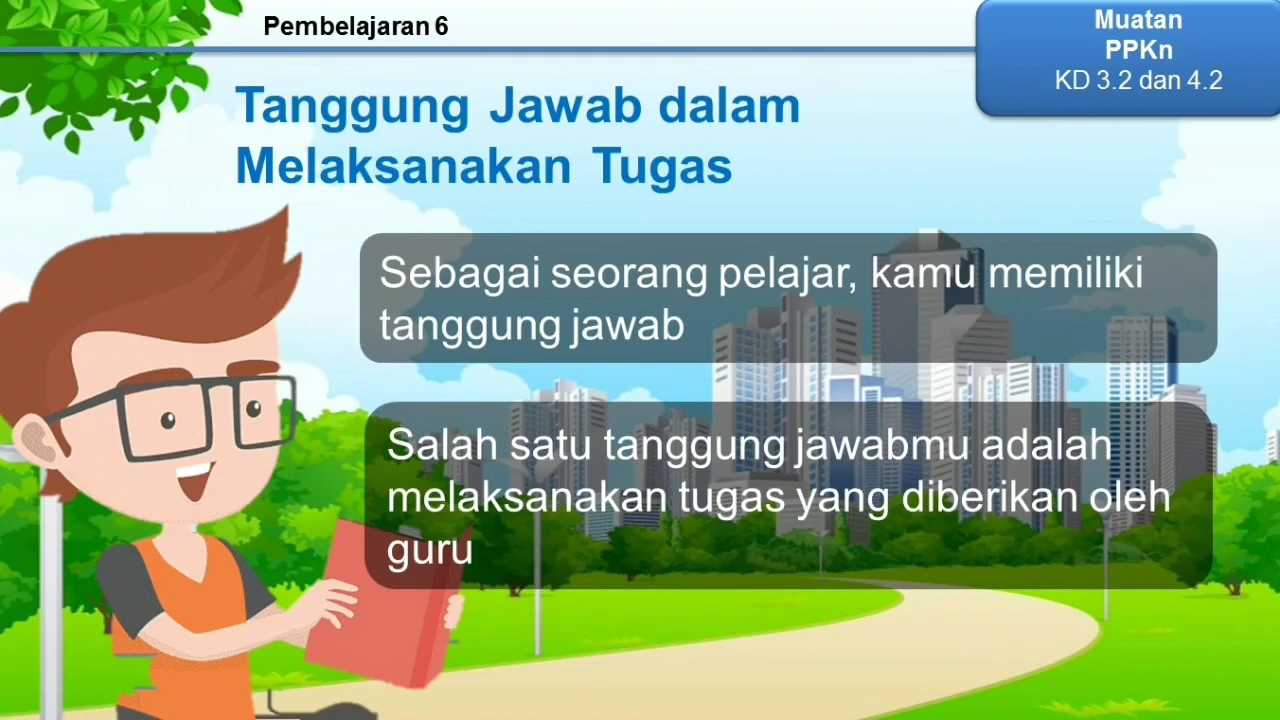 Pembelajaran 6
Muatan
PPKn
KD 3.2 dan 4.2
Tanggung Jawab dalam
Melaksanakan Tugas
Sebagai seorang pelajar, kamu memiliki
tanggung jawab
Salah satu tanggung jawabmu adalah
melaksanakan tugas yang diberikan oleh
guru